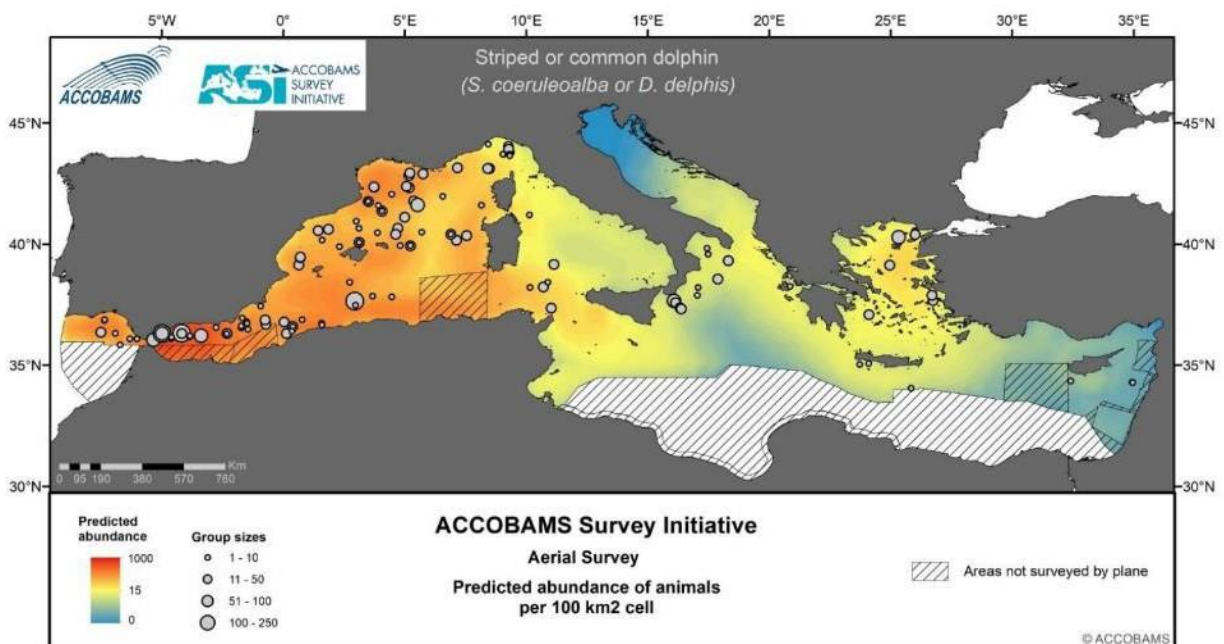 5°W 0° 5°E 10°E 15°E 20°E 25°E 30°E 35°E
ACCOBAMS
ASI ACCOBAMS
SURVEY
INITIATIVE
Striped or common dolphin
(S. coeruleoalba or D. delphis)
45°N 45°N
40°N 40°N
35°N 35°N
30°N 30°N
Km
0 95 190 380 570 760
Predicted
abundance
1000
15
0
Group sizes
1 - 10
11 - 50
51 - 100
100 - 250
ACCOBAMS Survey Initiative
Aerial Survey
Predicted abundance of animals
per 100 km2 cell
Areas not surveyed by plane
© ACCOBAMS